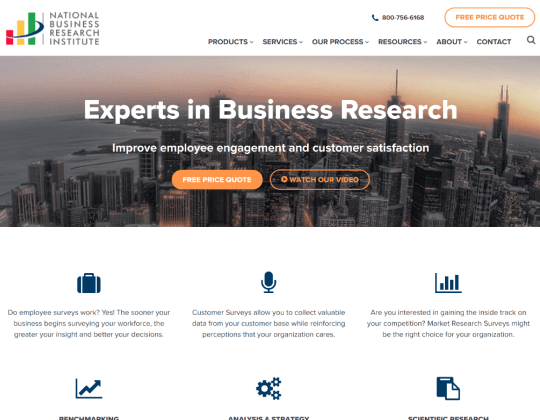 NATIONAL
BUSINESS
RESEARCH
INSTITUTE
800-756-6168
FREE PRICE QUOTE
PRODUCTS SERVICES OUR PROCESS RESOURCES ABOUT CONTACT
Experts in Business Research
Improve employee engagement and customer satisfaction
FREE PRICE QUOTE
WATCH OUR VIDEO
Do employee surveys work? Yes! The sooner your
business begins surveying your workforce, the
greater your insight and better your decisions.
Customer Surveys allow you to collect valuable
data from your customer base while reinforcing
perceptions that your organization cares.
Are you interested in gaining the inside track on
your competition? Market Research Surveys might
be the right choice for your organization.
BENCHMARKING
ANALYSIS & STRATEGY
SCIENTIFIC RESEARCH